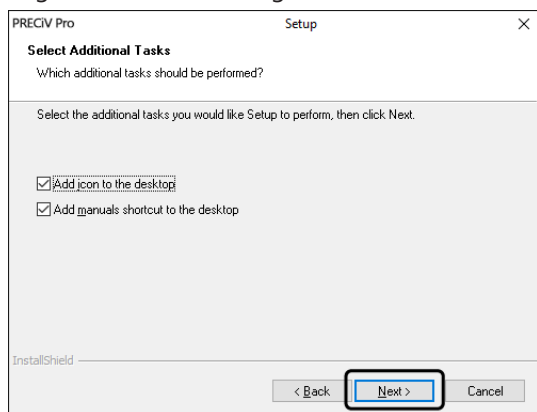 PRECiV Pro Setup
Select Additional Tasks
Which additional tasks should be performed?
Select the additional tasks you would like Setup to perform, then click Next.
Add icon to the desktop
Add manuals shortcut to the desktop
InstallShield
< Back Next > Cancel